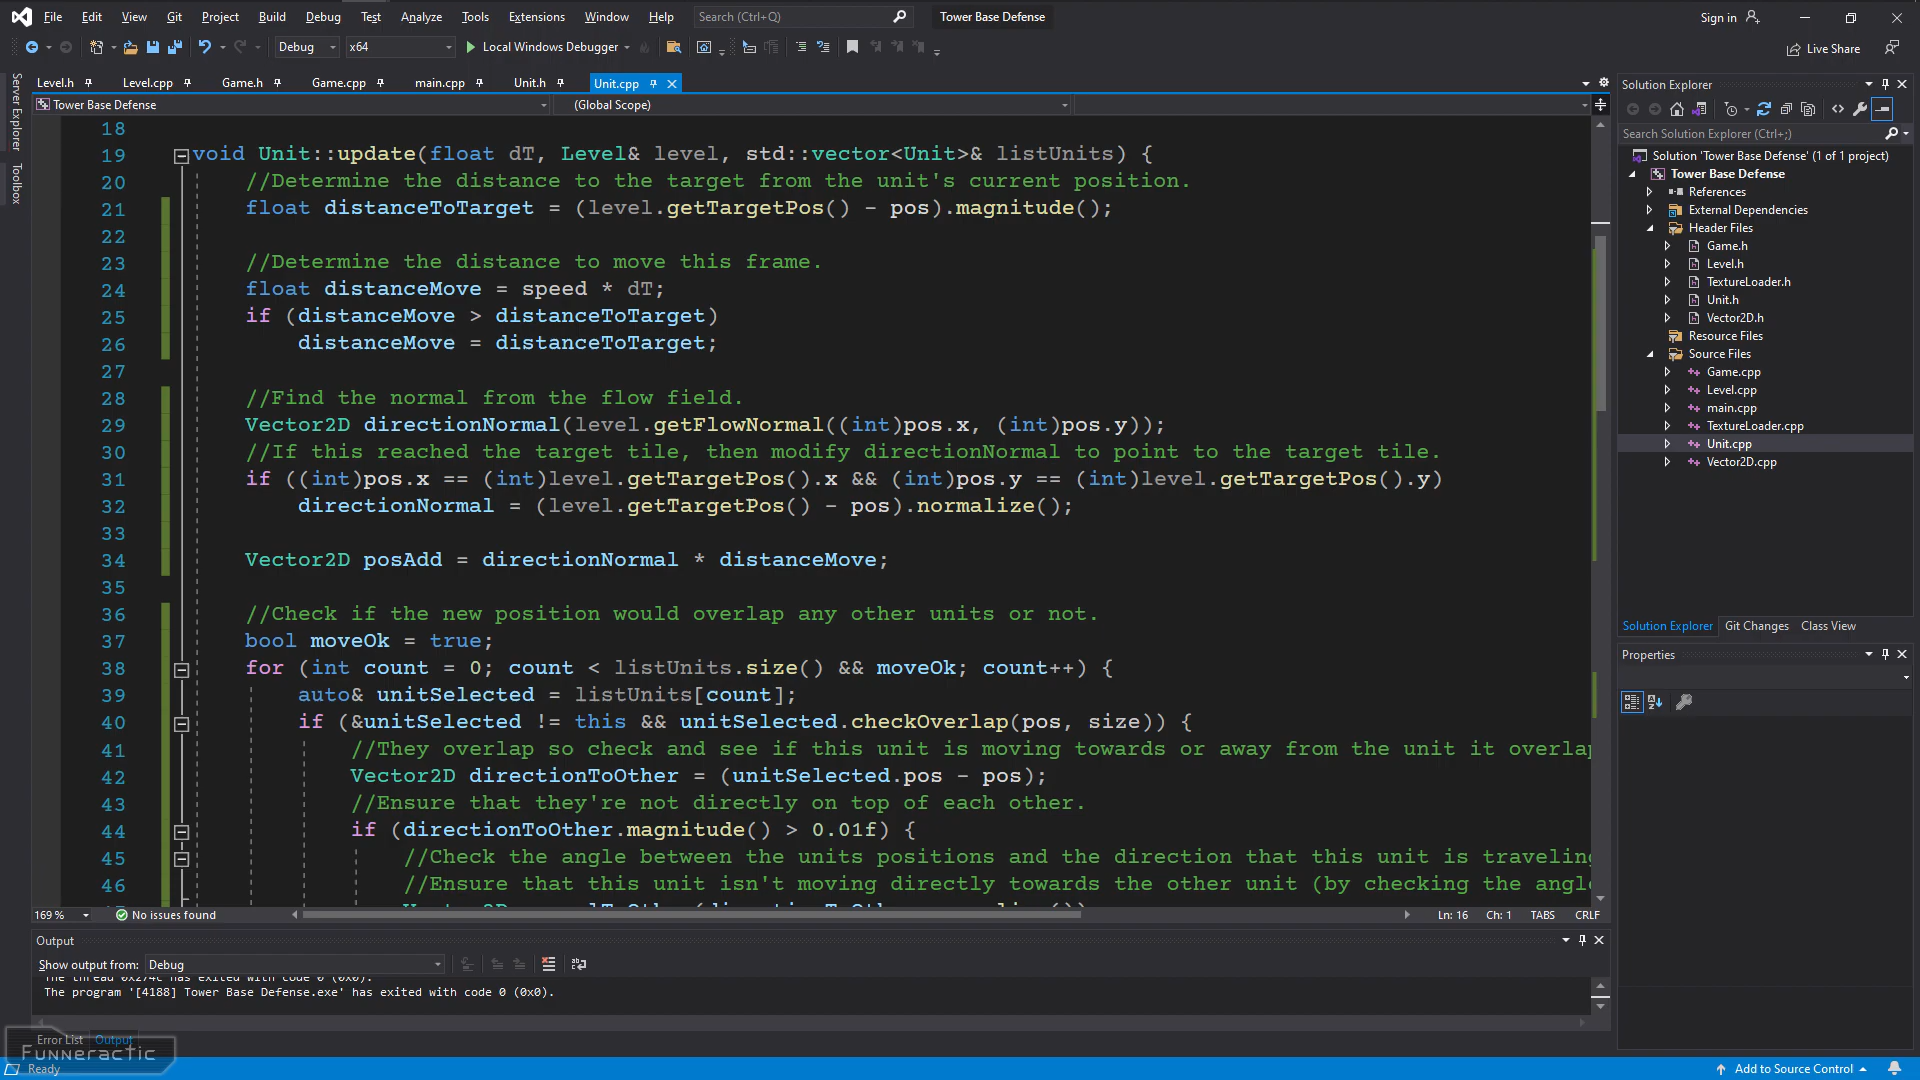 File Edit View Git Project Build Debug Test Analyze Tools Extensions Window Help Search (Ctrl+Q) Tower Base Defense Sign in
Debug x64 Local Windows Debugger Live Share
Server Explorer
Toolbox
Level.h Level.cpp Game.h Game.cpp main.cpp Unit.h Unit.cpp
Tower Base Defense (Global Scope)
18
19 void Unit::update(float dT, Level& level, std::vector<Unit>& listUnits) {
20 //Determine the distance to the target from the unit's current position.
21 float distanceToTarget = (level.getTargetPos() - pos).magnitude();
22
23 //Determine the distance to move this frame.
24 float distanceMove = speed * dT;
25 if (distanceMove > distanceToTarget)
26 distanceMove = distanceToTarget;
27
28 //Find the normal from the flow field.
29 Vector2D directionNormal(level.getFlowNormal((int)pos.x, (int)pos.y));
30 //If this reached the target tile, then modify directionNormal to point to the target tile.
31 if ((int)pos.x == (int)level.getTargetPos().x && (int)pos.y == (int)level.getTargetPos().y)
32 directionNormal = (level.getTargetPos() - pos).normalize();
33
34 Vector2D posAdd = directionNormal * distanceMove;
35
36 //Check if the new position would overlap any other units or not.
37 bool moveOk = true;
38 for (int count = 0; count < listUnits.size() && moveOk; count++) {
39 auto& unitSelected = listUnits[count];
40 if (&unitSelected != this && unitSelected.checkOverlap(pos, size)) {
41 //They overlap so check and see if this unit is moving towards or away from the unit it overlap
42 Vector2D directionToOther = (unitSelected.pos - pos);
43 //Ensure that they're not directly on top of each other.
44 if (directionToOther.magnitude() > 0.01f) {
45 //Check the angle between the units positions and the direction that this unit is traveling
46 //Ensure that this unit isn't moving directly towards the other unit (by checking the angle
169 % No issues found Ln: 16 Ch: 1 TABS CRLF
Output
Show output from: Debug
The thread 0x274c has exited with code 0 (0x0).
The program '[4188] Tower Base Defense.exe' has exited with code 0 (0x0).
Error List Output
Funneractic
Ready Add to Source Control
Solution Explorer
Search Solution Explorer (Ctrl+;)
Solution 'Tower Base Defense' (1 of 1 project)
Tower Base Defense
References
External Dependencies
Header Files
Game.h
Level.h
TextureLoader.h
Unit.h
Vector2D.h
Resource Files
Source Files
Game.cpp
Level.cpp
main.cpp
TextureLoader.cpp
Unit.cpp
Vector2D.cpp
Solution Explorer Git Changes Class View
Properties